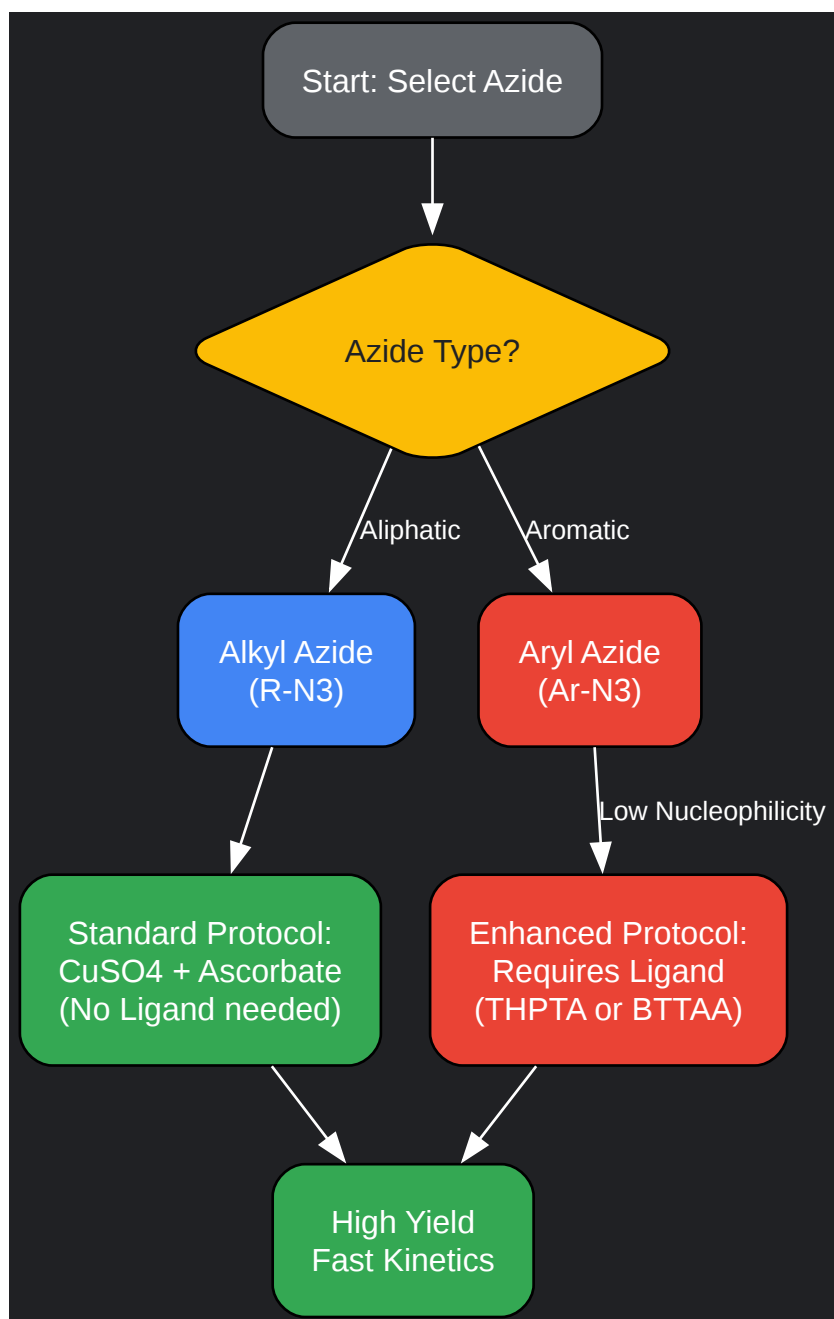 Start: Select Azide
Azide Type?
Aliphatic
Aromatic
Alkyl Azide
(R-N3)
Aryl Azide
(Ar-N3)
Low Nucleophilicity
Standard Protocol:
CuSO4 + Ascorbate
(No Ligand needed)
Enhanced Protocol:
Requires Ligand
(THPTA or BTTAA)
High Yield
Fast Kinetics